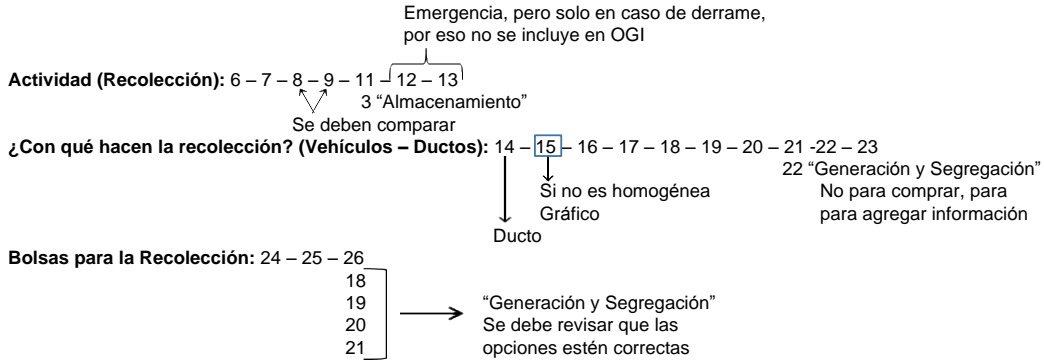 Emergencia, pero solo en caso de derrame,
por eso no se incluye en OGI
Actividad (Recolección): 6 – 7 – 8 – 9 – 11 – 12 – 13
3 “Almacenamiento”
Se deben comparar
¿Con qué hacen la recolección? (Vehículos – Ductos): 14 – 15 – 16 – 17 – 18 – 19 – 20 – 21 -22 – 23
22 “Generación y Segregación”
No para comprar, para
para agregar información
Si no es homogénea
Gráfico
Ducto
Bolsas para la Recolección: 24 – 25 – 26
18
19
20
21
“Generación y Segregación”
Se debe revisar que las
opciones estén correctas